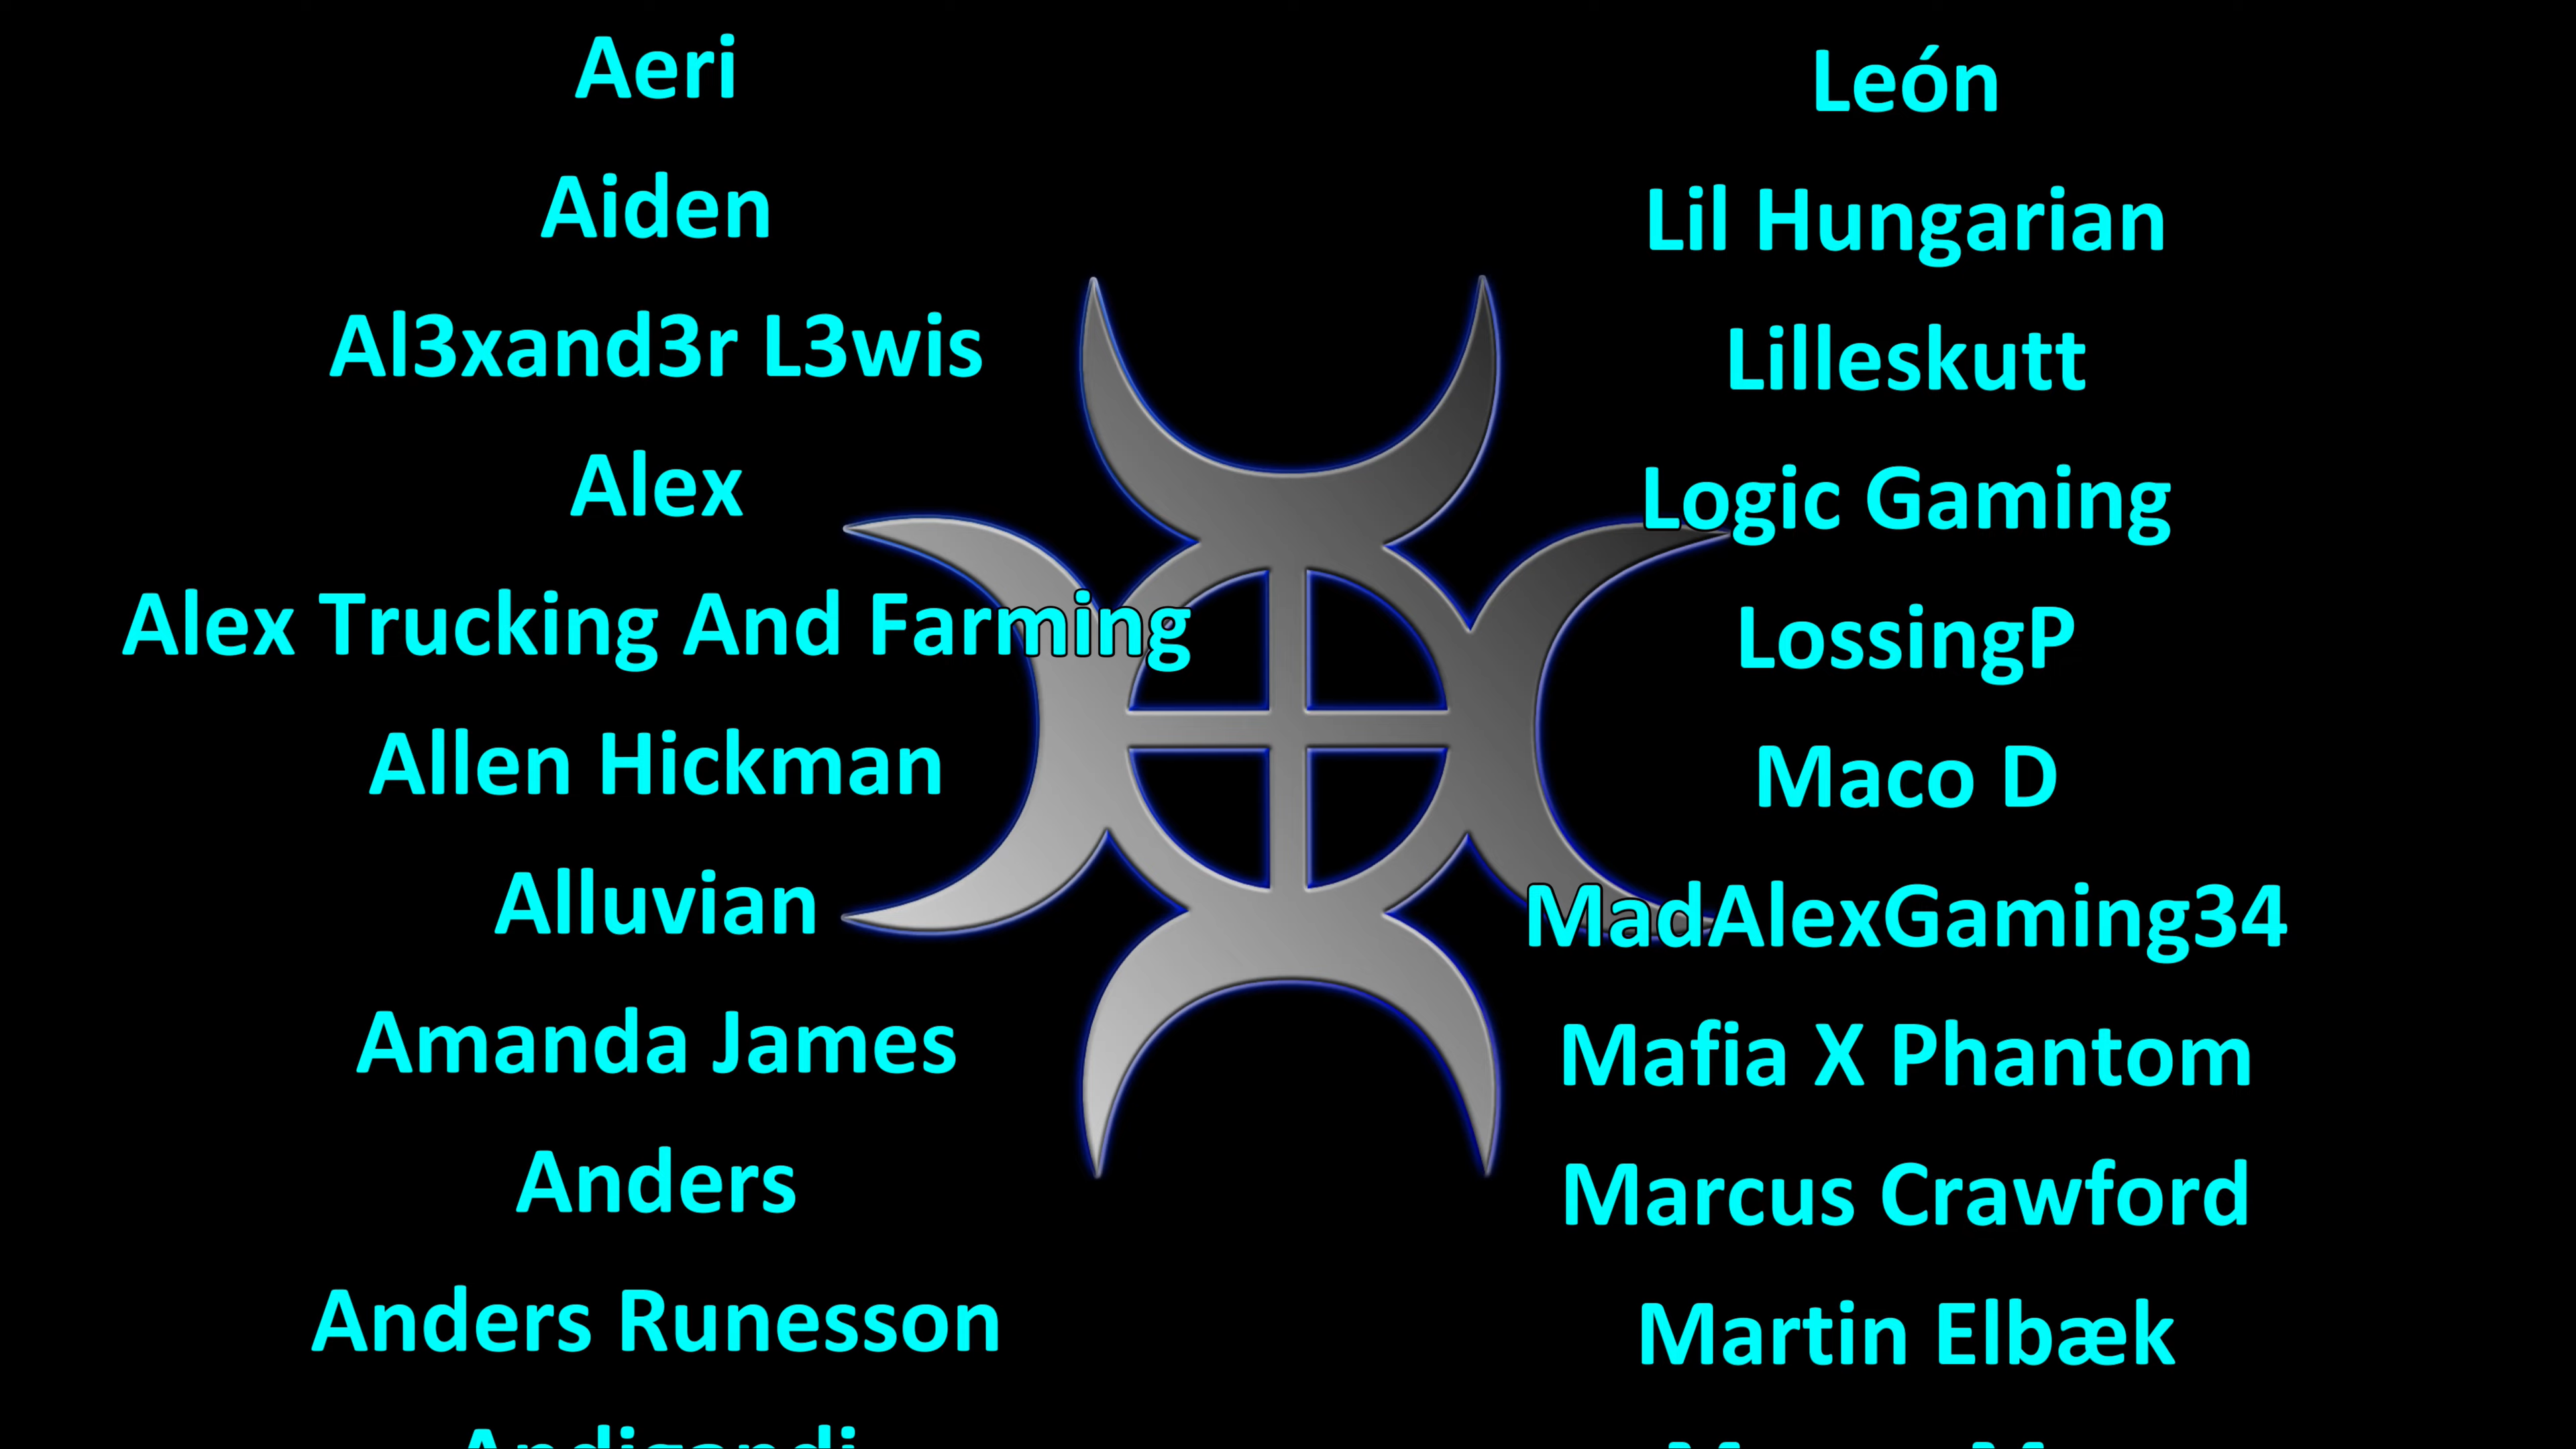 Aeri
Aiden
Al3xand3r L3wis
Alex
Alex Trucking And Farming
Allen Hickman
Alluvian
Amanda James
Anders
Anders Runesson
León
Lil Hungarian
Lilleskutt
Logic Gaming
LossingP
Maco D
MadAlexGaming34
Mafia X Phantom
Marcus Crawford
Martin Elbæk